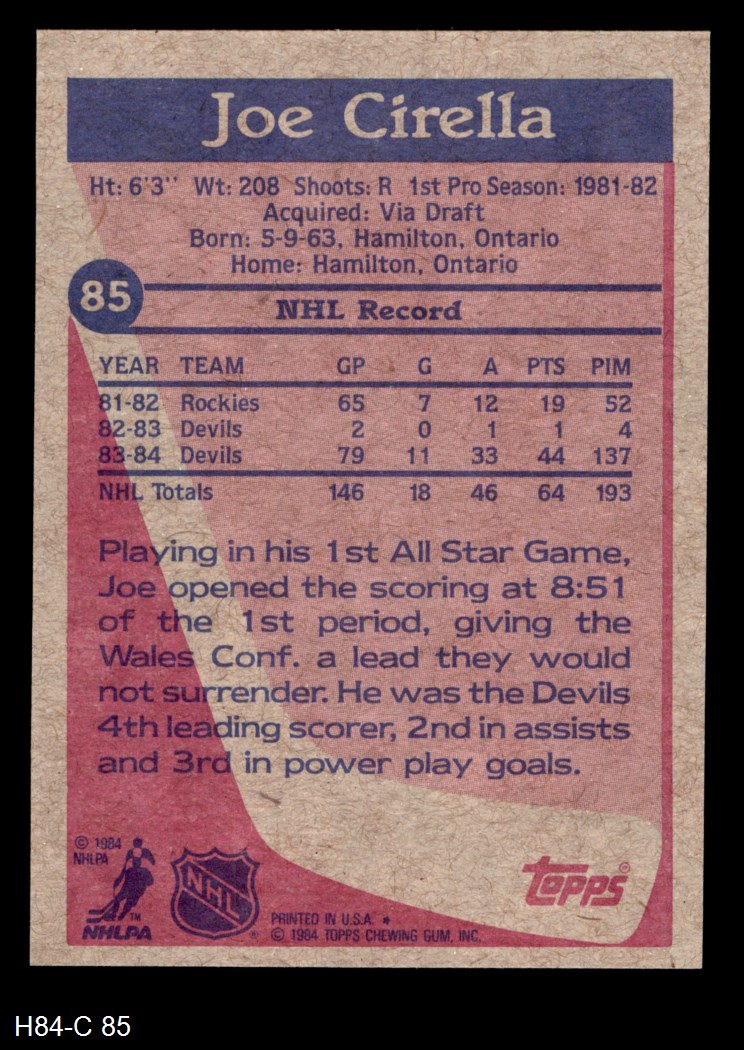 Joe Cirella
Ht: 6'3'' Wt: 208 Shoots: R 1st Pro Season: 1981-82
Acquired: Via Draft
Born: 5-9-63, Hamilton, Ontario
Home: Hamilton, Ontario
85
NHL Record
YEAR TEAM GP G A PTS PIM
81-82 Rockies 65 7 12 19 52
82-83 Devils 2 0 1 1 4
83-84 Devils 79 11 33 44 137
NHL Totals 146 18 46 64 193
Playing in his 1st All Star Game,
Joe opened the scoring at 8:51
of the 1st period, giving the
Wales Conf. a lead they would
not surrender. He was the Devils
4th leading scorer, 2nd in assists
and 3rd in power play goals.
© 1984
NHLPA
TM
NHLPA
NHL
®
topps®
PRINTED IN U.S.A. *
© 1984 TOPPS CHEWING GUM, INC.
H84-C 85